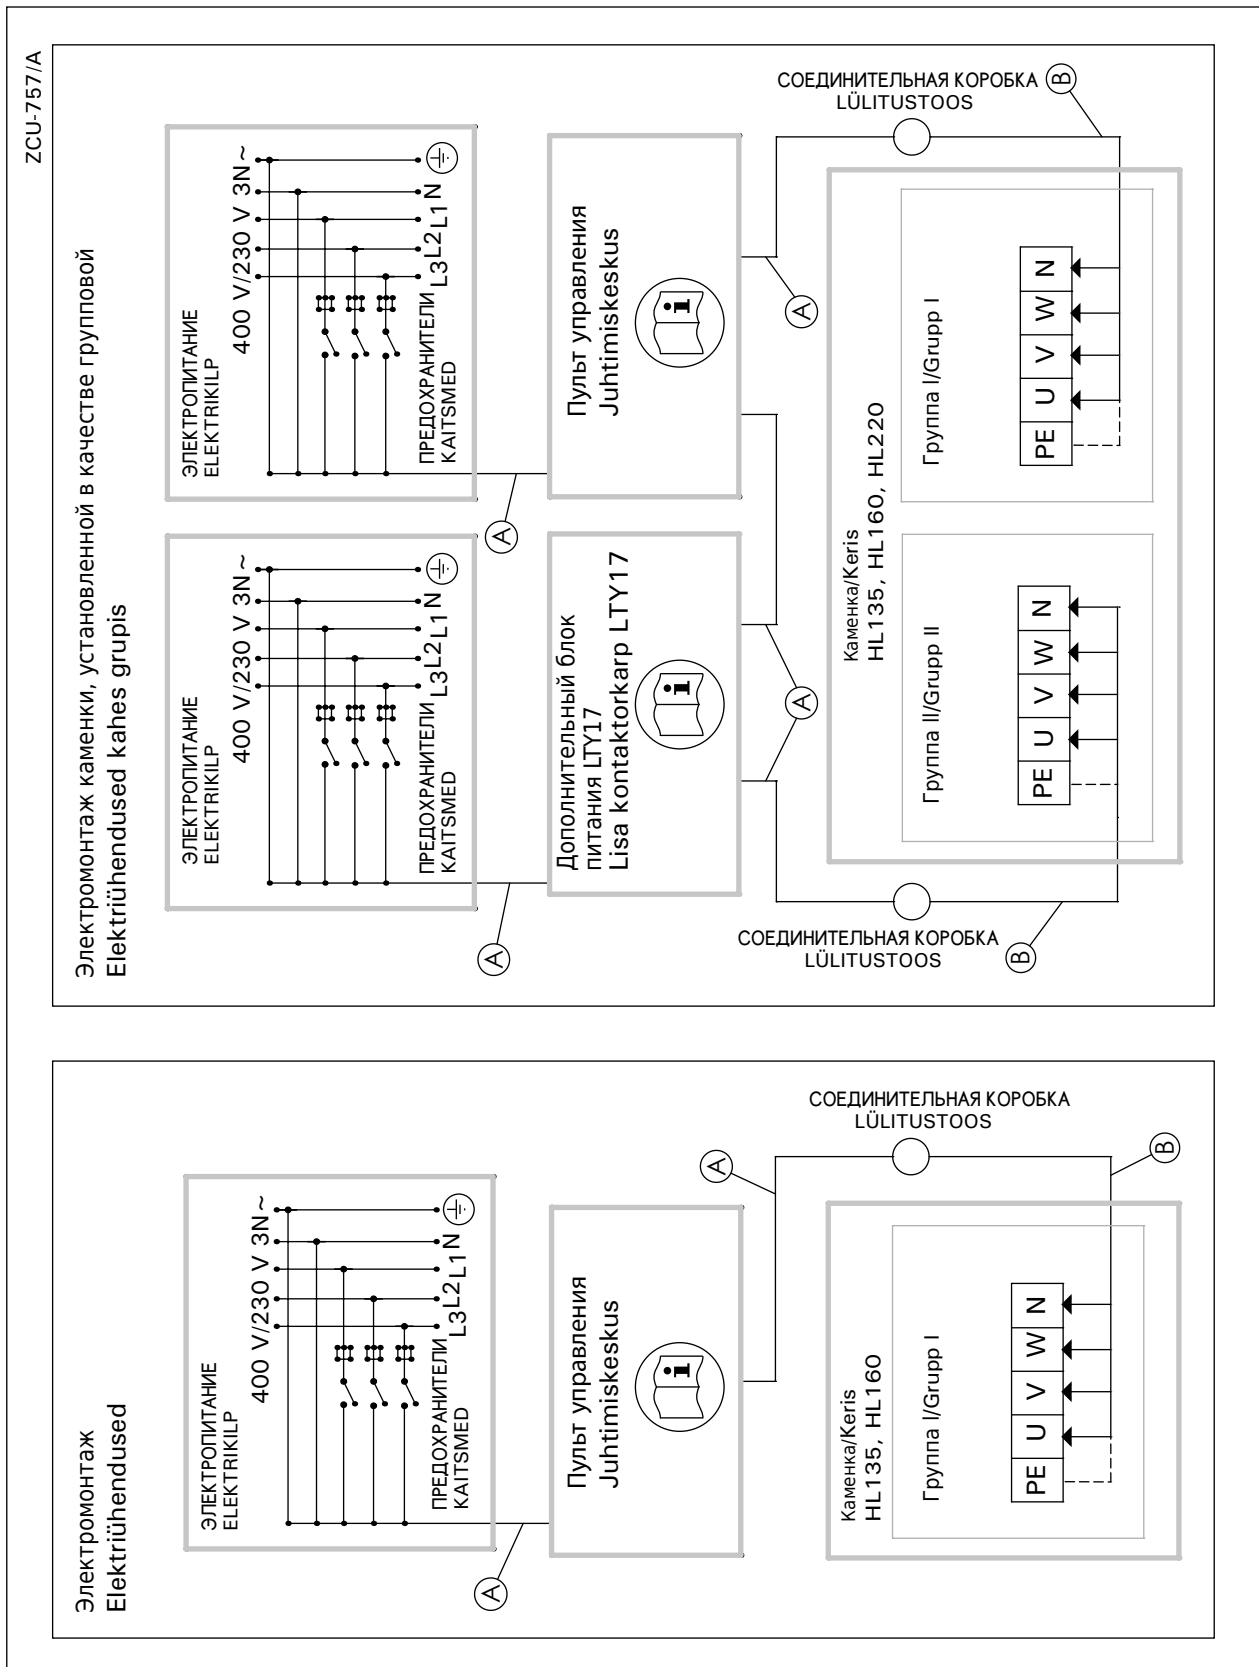 ZCU-757/A
Электромонтаж
Elektriühendused
ЭЛЕКТРОПИТАНИЕ
ELEKTRIKILP
400 V/230 V 3N~
L3
L2
L1
N
ПРЕДОХРАНИТЕЛИ
KAITSMED
A
Пульт управления
Juhtimiskeskus
i
A
СОЕДИНИТЕЛЬНАЯ КОРОБКА
LÜLITUSTOOS
B
Каменка/Keris
HL135, HL160
Группа I/Grupp I
PE U V W N
Электромонтаж каменки, установленной в качестве групповой
Elektriühendused kahes grupis
ЭЛЕКТРОПИТАНИЕ
ELEKTRIKILP
400 V/230 V 3N~
L3
L2
L1
N
ПРЕДОХРАНИТЕЛИ
KAITSMED
A
ЭЛЕКТРОПИТАНИЕ
ELEKTRIKILP
400 V/230 V 3N~
L3
L2
L1
N
ПРЕДОХРАНИТЕЛИ
KAITSMED
A
Дополнительный блок
питания LTY17
Lisa kontaktorkarp LTY17
i
Пульт управления
Juhtimiskeskus
i
A
A
СОЕДИНИТЕЛЬНАЯ КОРОБКА
LÜLITUSTOOS
B
СОЕДИНИТЕЛЬНАЯ КОРОБКА
LÜLITUSTOOS
B
Каменка/Keris
HL135, HL160, HL220
Группа II/Grupp II
PE U V W N
Группа I/Grupp I
PE U V W N